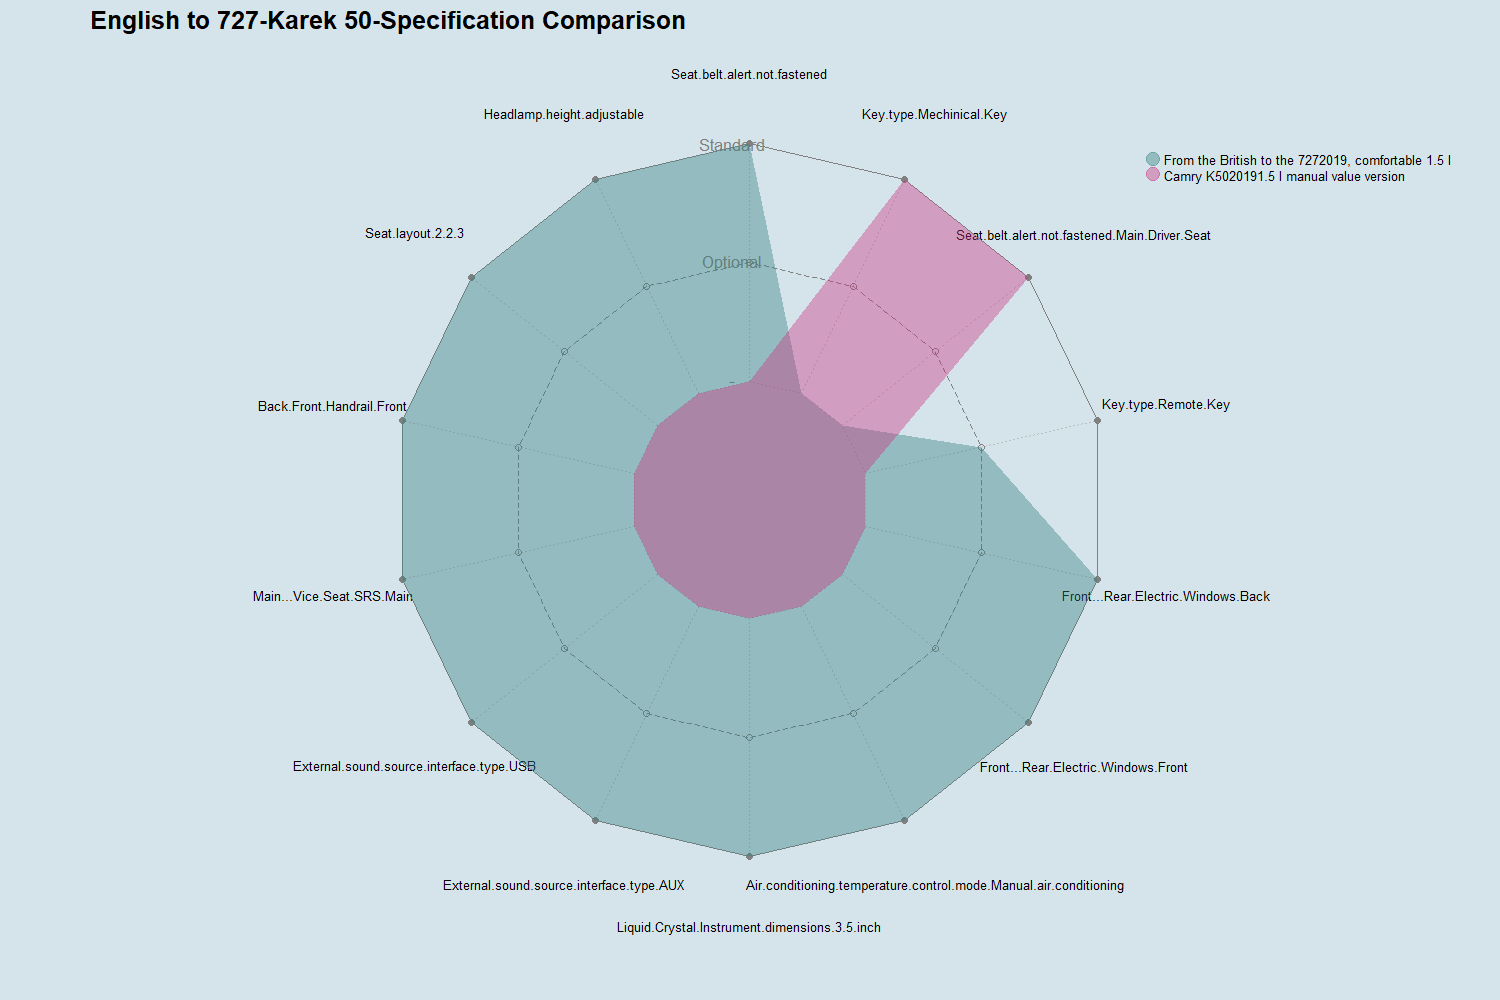 English to 727-Karek 50-Specification Comparison
Seat.belt.alert.not.fastened
Headlamp.height.adjustable
Key.type.Mechinical.Key
Standard
From the British to the 7272019, comfortable 1.5 l
Camry K5020191.5 l manual value version
Seat.layout.2.2.3
Seat.belt.alert.not.fastened.Main.Driver.Seat
Optional
-
Back.Front.Handrail.Front
Key.type.Remote.Key
Main...Vice.Seat.SRS.Main
Front...Rear.Electric.Windows.Back
External.sound.source.interface.type.USB
Front...Rear.Electric.Windows.Front
External.sound.source.interface.type.AUX
Air.conditioning.temperature.control.mode.Manual.air.conditioning
Liquid.Crystal.Instrument.dimensions.3.5.inch